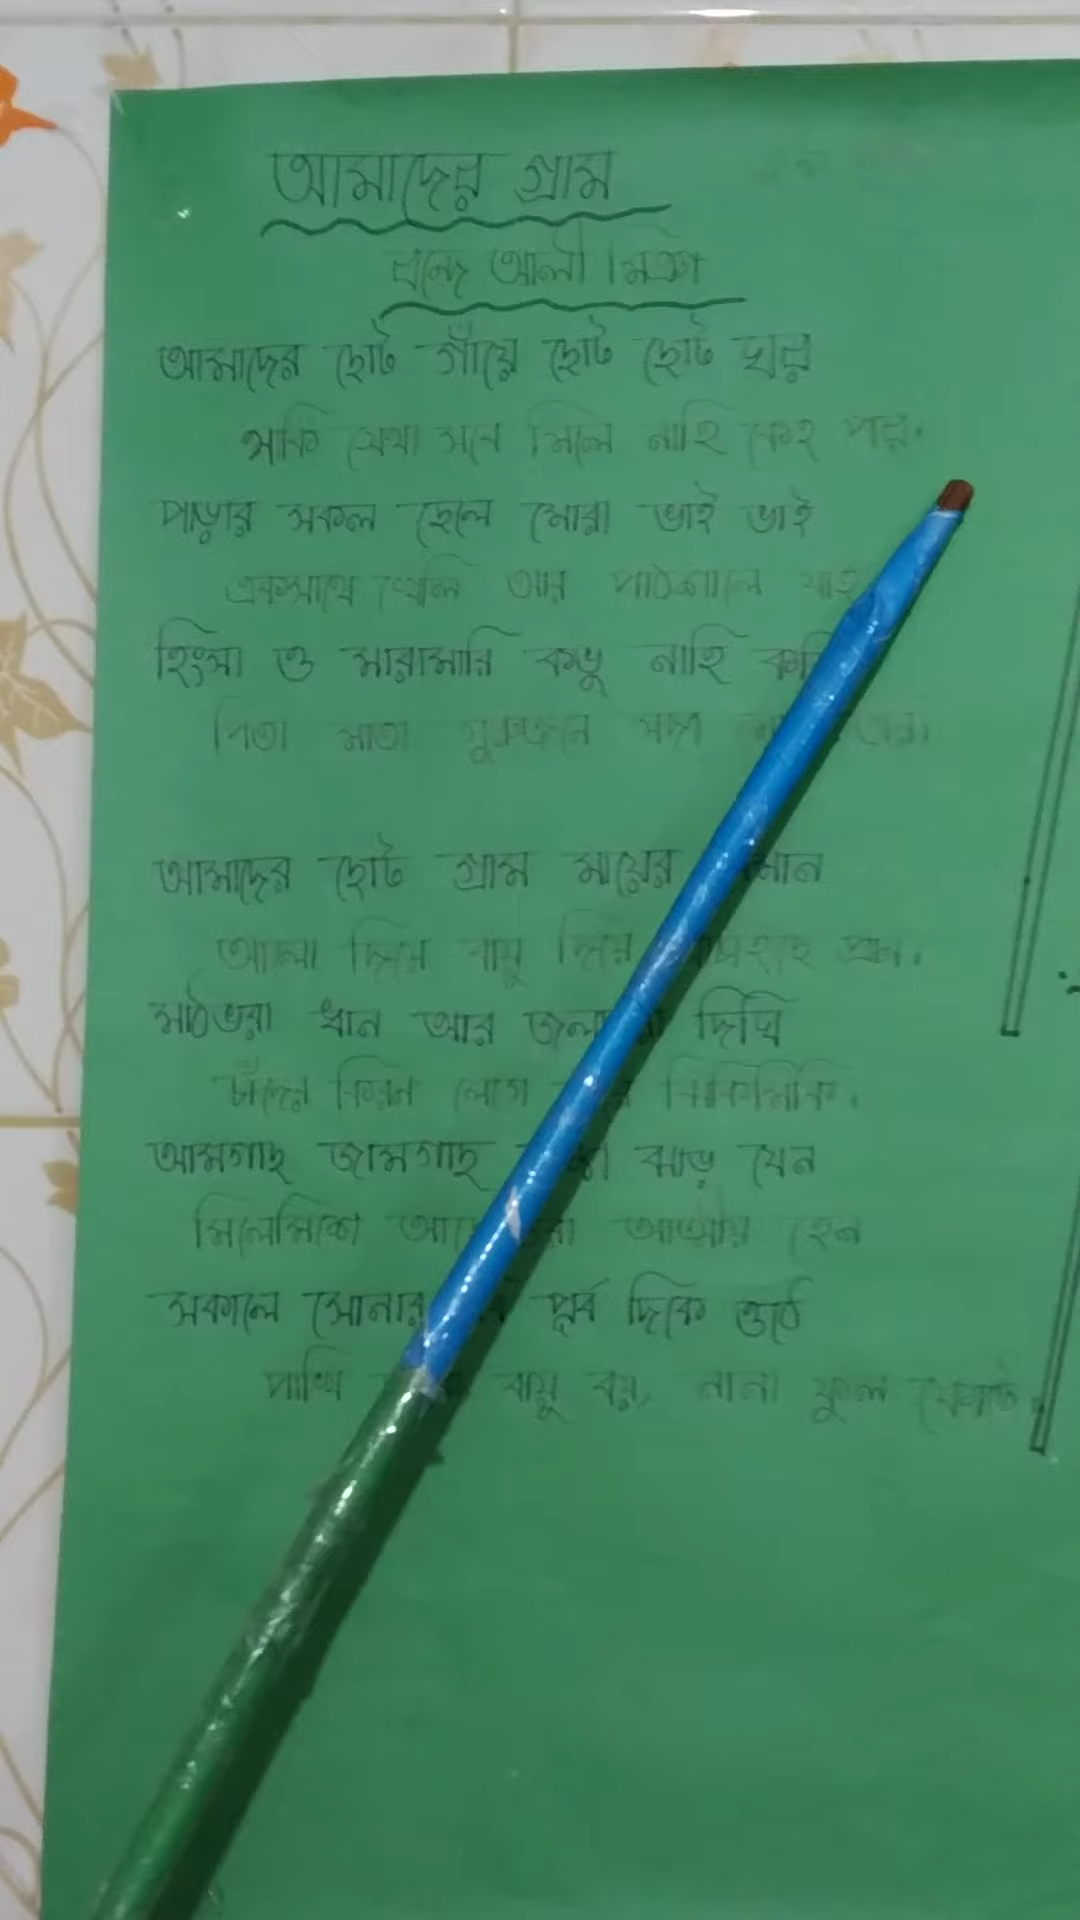 আমাদের গ্রাম
বন্দে আলী মিঞা
আমাদের ছোট গাঁয়ে ছোট ছোট ঘর
থাকি সেথা সবে মিলে নাহি কেহ পর।
পাড়ার সকল ছেলে মোরা ভাই ভাই
একসাথে খেলি আর পাঠশালে যাই
হিংসা ও মারামারি কভু নাহি করি
পিতা মাতা গুরুজনে সদা
আমাদের ছোট গ্রাম মায়ের
আলো দিয়ে বায়ু দিয়ে প্রাণ।
মাঠভরা ধান আর দিঘি
চাঁদের কিরণ লেগে ঝিকিমিকি।
আমগাছ জামগাছ ঝাড় যেন
মিলেমিশে আত্মীয় হেন
সকালে সোনার পূর্ব দিকে ওঠে
পাখি বায়ু বয়, নানা ফুল ফোটে।